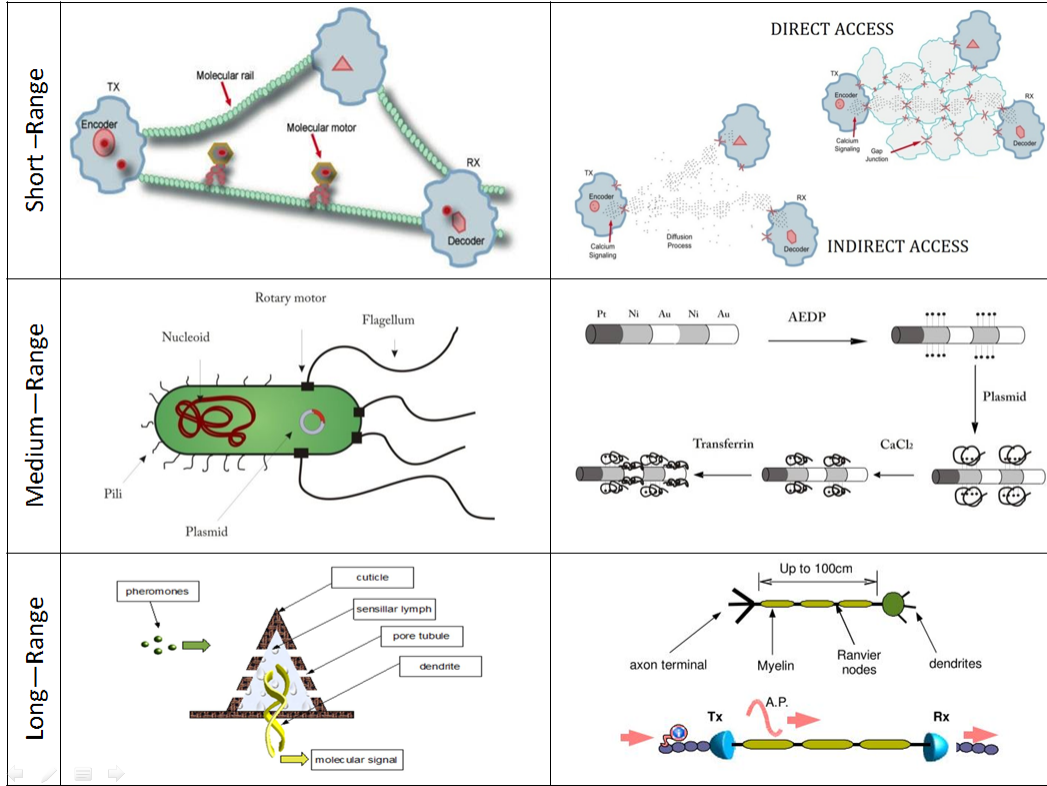 Short –Range
TX
Encoder
Molecular rail
Molecular motor
RX
Decoder
DIRECT ACCESS
TX
Encoder
Calcium
Signaling
Gap
Junction
RX
Decoder
TX
Encoder
Calcium
Signaling
Diffusion
Process
RX
Decoder
INDIRECT ACCESS
Medium—Range
Rotary motor
Nucleoid
Flagellum
Pili
Plasmid
Pt Ni Au Ni Au
AEDP
Plasmid
CaCl2
Transferrin
Long—Range
pheromones
cuticle
sensillar lymph
pore tubule
dendrite
molecular signal
Up to 100cm
axon terminal
Myelin
Ranvier
nodes
dendrites
A.P.
Tx
Rx